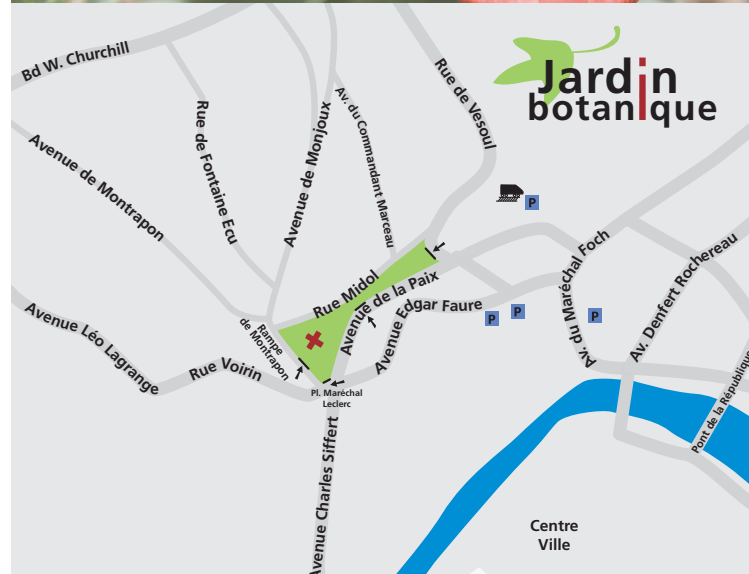 Jardin
botanique
Bd W. Churchill
Rue de Fontaine Ecu
Avenue de Monjoux
Av. du Commandant Marceau
Rue de Vesoul
Avenue de Montrapon
P
Rue Midol
Avenue de la Paix
Avenue Edgar Faure
P
P
P
Av. du Maréchal Foch
Av. Denfert Rochereau
Avenue Léo Lagrange
Rue Voirin
Rampe
de Montrapon
Pl. Maréchal
Leclerc
Pont de la République
Avenue Charles Siffert
Centre
Ville